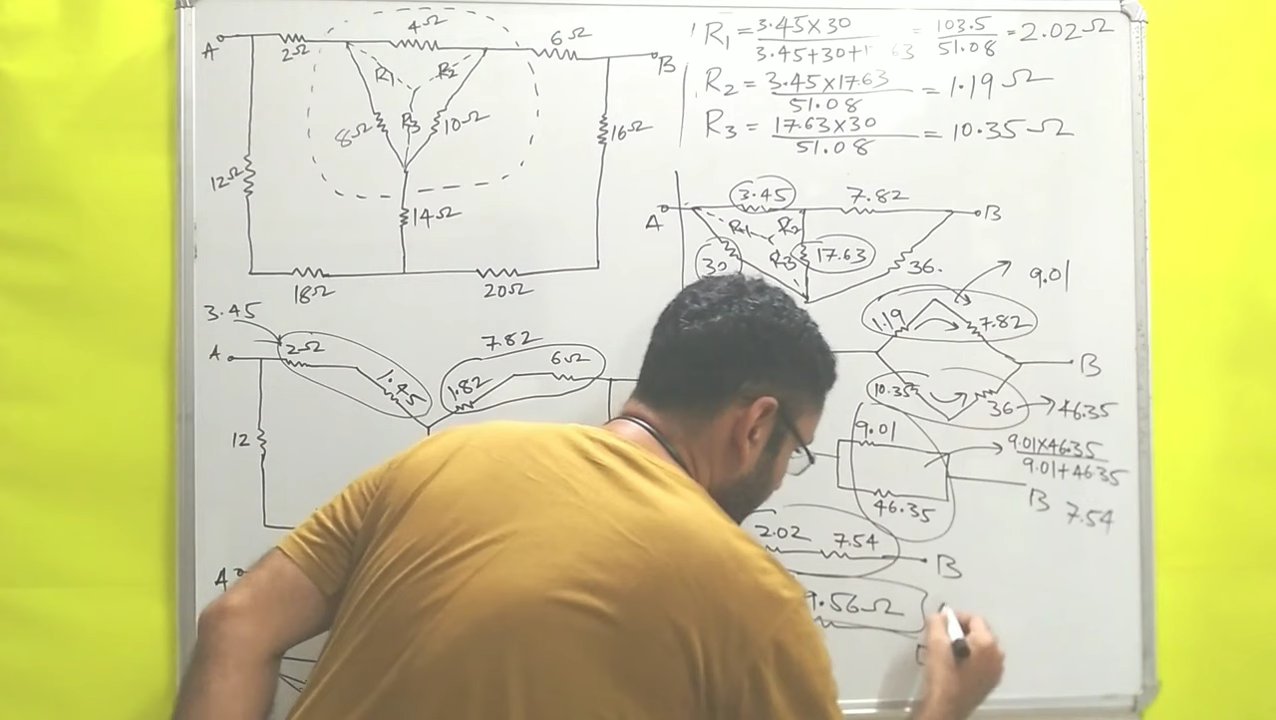 A 2Ω 4Ω 6Ω B
R1 R2
8Ω R3 10Ω 16Ω
12Ω
14Ω
18Ω 20Ω
R1 = 3.45×30 / 3.45+30+1 63 = 103.5 / 51.08 = 2.02Ω
R2 = 3.45×17.63 / 51.08 = 1.19Ω
R3 = 17.63×30 / 51.08 = 10.35Ω
3.45 7.82
A B
R1 R2
30 R3 17.63 36.
9.01
1.19 7.82
B
10.35 36 46.35
3.45
A 2Ω 7.82
1.82 6Ω
12
9.01 9.01×46.35 / 9.01+46.35
46.35 B 7.54
2.02 7.54 B
9.56Ω
A